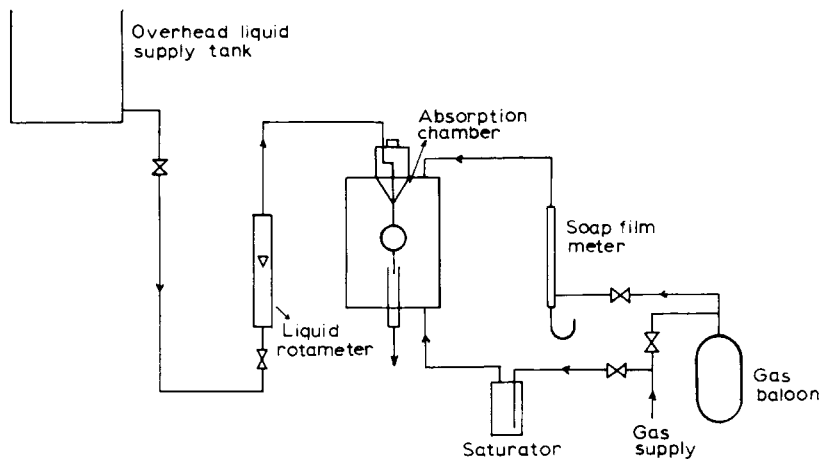 Overhead liquid
supply tank
Absorption
chamber
Soap film
meter
Liquid
rotameter
Gas
baloon
Gas
supply
Saturator